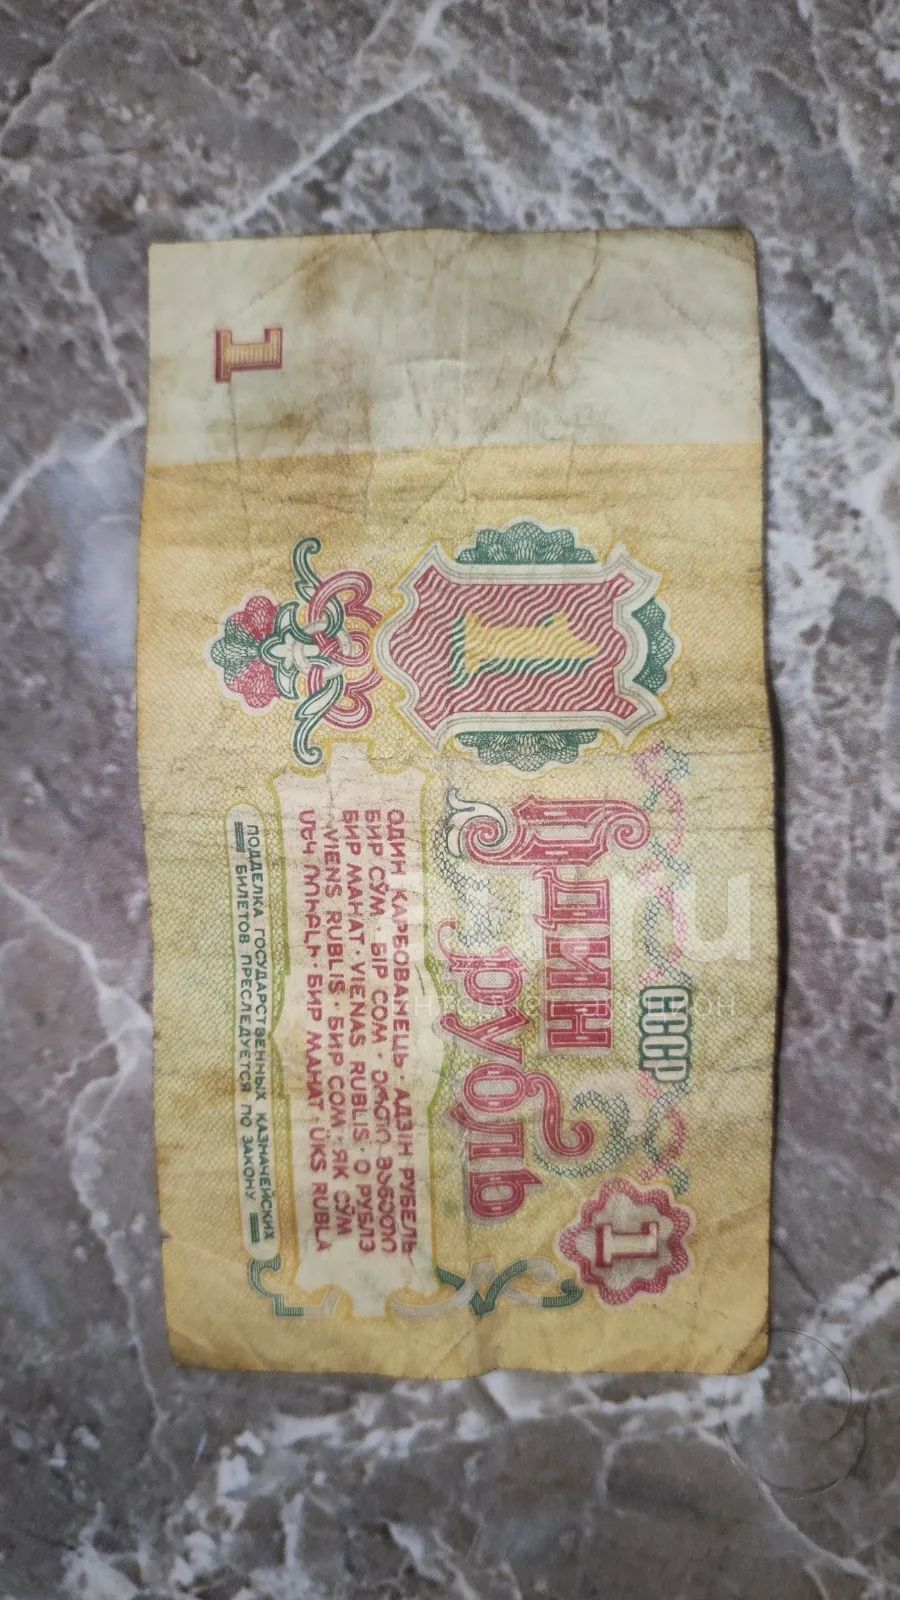 СССР
1
Один
рубль
1
ОДИН КАРБОВАНЕЦЬ · АДЗІН РУБЕЛЬ
БИР СЎМ · БІР СОМ · ᲔᲠᲗᲘ ᲛᲐᲜᲔᲗᲘ
БИР МАНАТ · VIENAS RUBLIS · О РУБЛЭ
VIENS RUBLIS · БИР СОМ · ЯК СЎМ
ՄԵԿ ՌՈՒԲԼԻ · БИР МАНАТ · ÜKS RUBLA
ПОДДЕЛКА ГОСУДАРСТВЕННЫХ КАЗНАЧЕЙСКИХ
БИЛЕТОВ ПРЕСЛЕДУЕТСЯ ПО ЗАКОНУ
1
ru